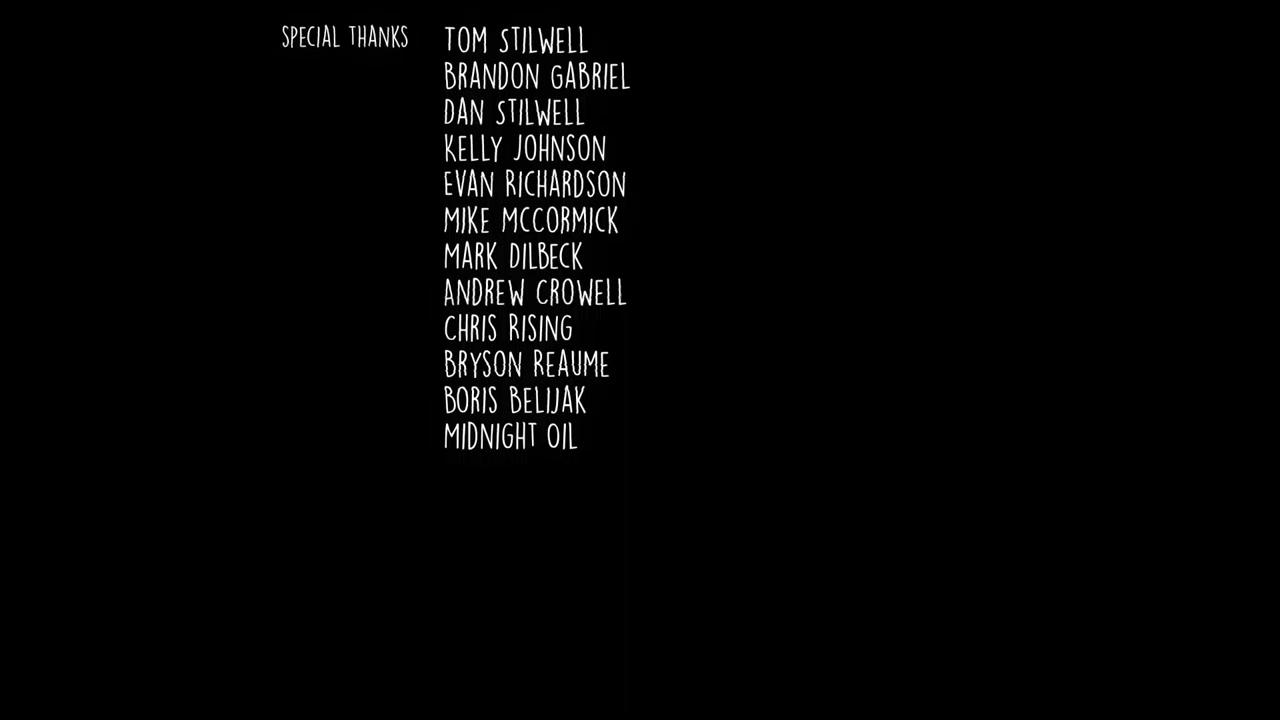 SPECIAL THANKS TOM STILWELL
BRANDON GABRIEL
DAN STILWELL
KELLY JOHNSON
EVAN RICHARDSON
MIKE MCCORMICK
MARK DILBECK
ANDREW CROWELL
CHRIS RISING
BRYSON REAUME
BORIS BELIJAK
MIDNIGHT OIL